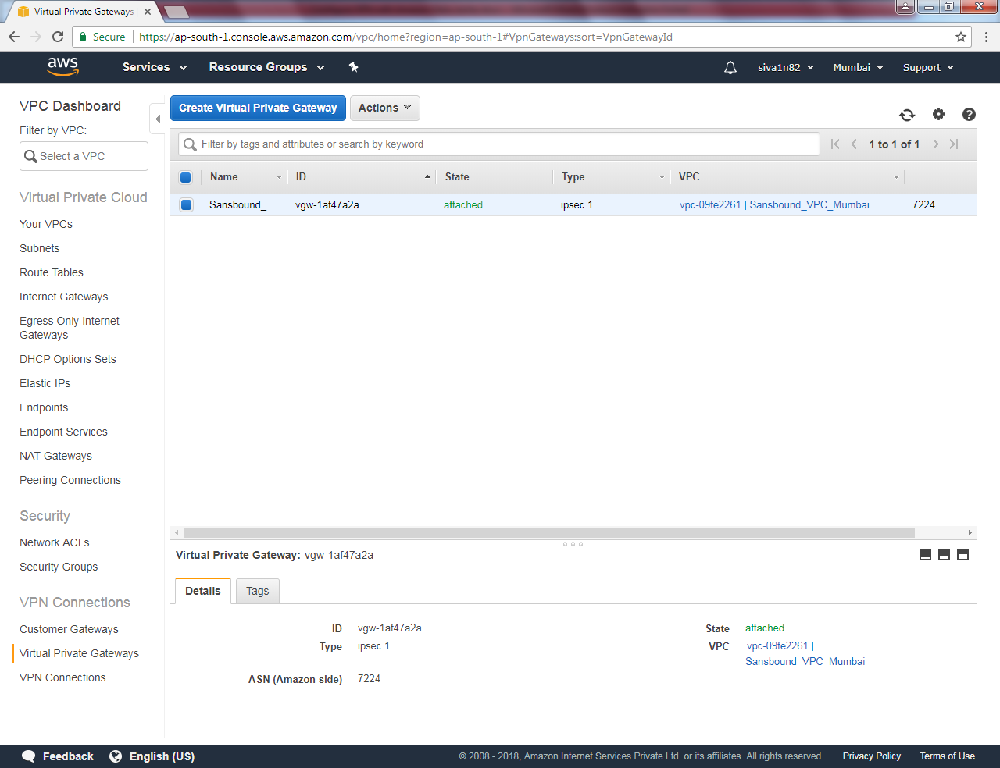 Virtual Private Gateways
Secure https://ap-south-1.console.aws.amazon.com/vpc/home?region=ap-south-1#VpnGateways:sort=VpnGatewayId
aws Services Resource Groups siva1n82 Mumbai Support
VPC Dashboard
Filter by VPC:
Select a VPC
Virtual Private Cloud
Your VPCs
Subnets
Route Tables
Internet Gateways
Egress Only Internet
Gateways
DHCP Options Sets
Elastic IPs
Endpoints
Endpoint Services
NAT Gateways
Peering Connections
Security
Network ACLs
Security Groups
VPN Connections
Customer Gateways
Virtual Private Gateways
VPN Connections
Create Virtual Private Gateway Actions
Filter by tags and attributes or search by keyword 1 to 1 of 1
Name ID State Type VPC
Sansbound_... vgw-1af47a2a attached ipsec.1 vpc-09fe2261 | Sansbound_VPC_Mumbai 7224
Virtual Private Gateway: vgw-1af47a2a
Details Tags
ID vgw-1af47a2a State attached
Type ipsec.1 VPC vpc-09fe2261 |
Sansbound_VPC_Mumbai
ASN (Amazon side) 7224
Feedback English (US) © 2008 - 2018, Amazon Internet Services Private Ltd. or its affiliates. All rights reserved. Privacy Policy Terms of Use